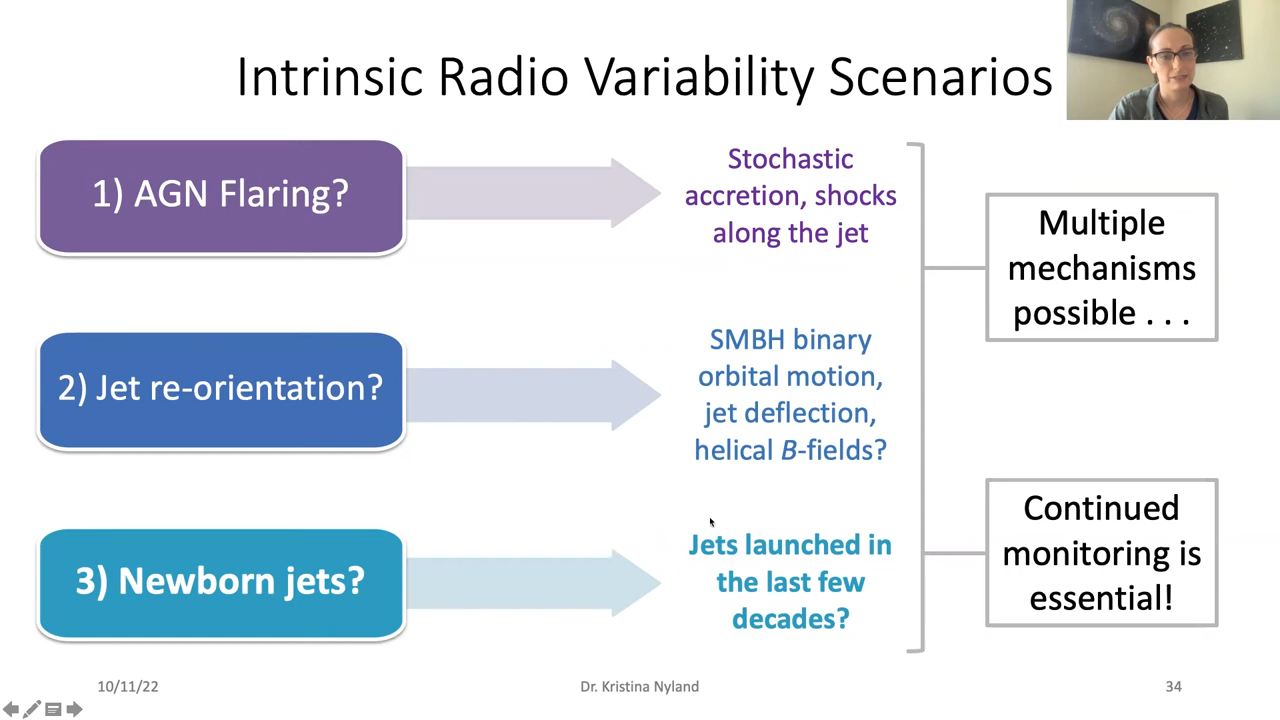 Intrinsic Radio Variability Scenarios
1) AGN Flaring?
Stochastic
accretion, shocks
along the jet
2) Jet re-orientation?
SMBH binary
orbital motion,
jet deflection,
helical B-fields?
3) Newborn jets?
Jets launched in
the last few
decades?
Multiple
mechanisms
possible . . .
Continued
monitoring is
essential!
10/11/22
Dr. Kristina Nyland
34